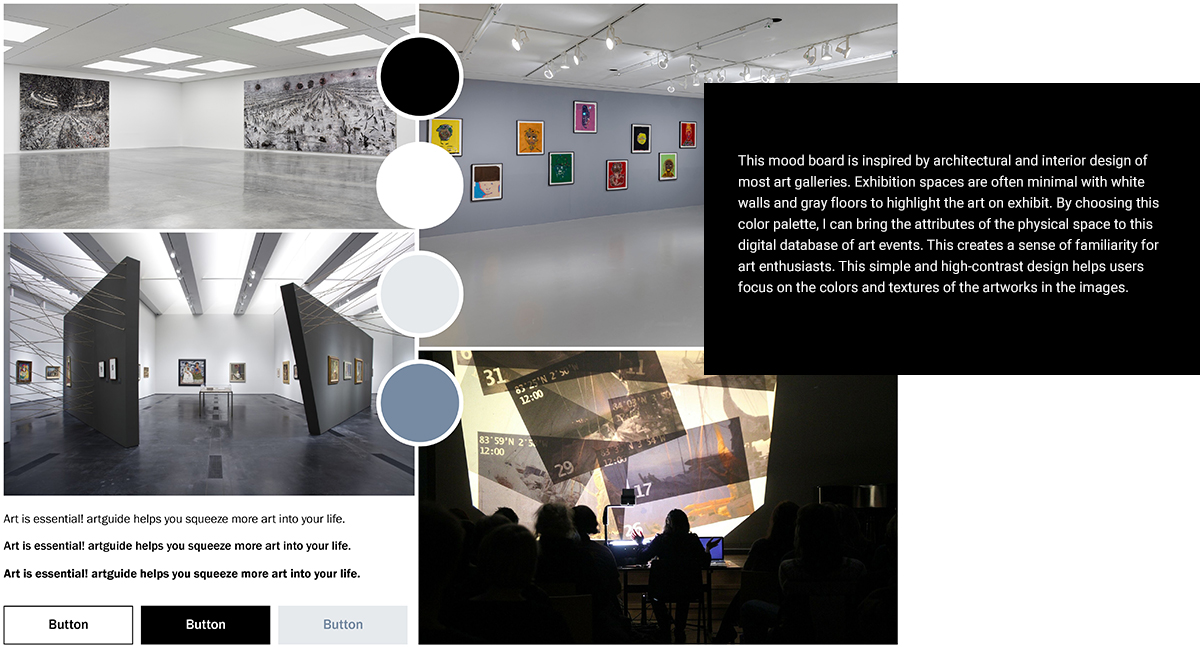 This mood board is inspired by architectural and interior design of
most art galleries. Exhibition spaces are often minimal with white
walls and gray floors to highlight the art on exhibit. By choosing this
color palette, I can bring the attributes of the physical space to this
digital database of art events. This creates a sense of familiarity for
art enthusiasts. This simple and high-contrast design helps users
focus on the colors and textures of the artworks in the images.
31
12:00
83°59'N 2°5
12:00
29
17
26
Art is essential! artguide helps you squeeze more art into your life.
Art is essential! artguide helps you squeeze more art into your life.
Art is essential! artguide helps you squeeze more art into your life.
Button
Button
Button